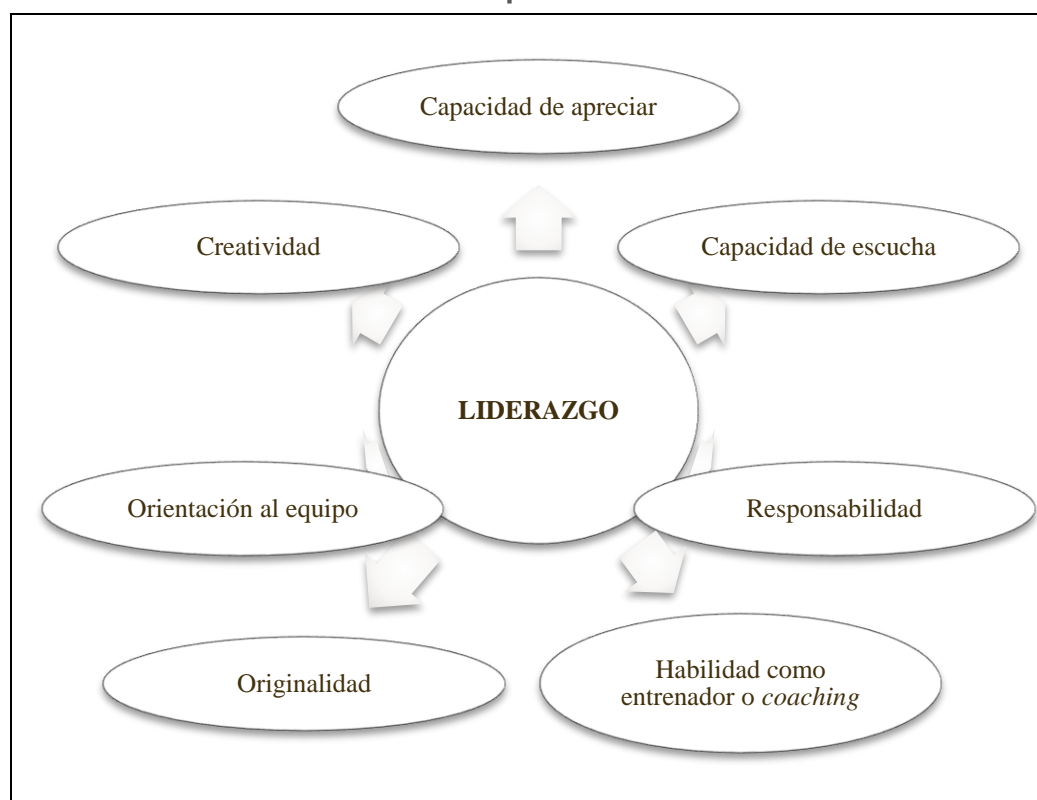 Capacidad de apreciar
Creatividad
Capacidad de escucha
LIDERAZGO
Orientación al equipo
Responsabilidad
Originalidad
Habilidad como
entrenador o coaching